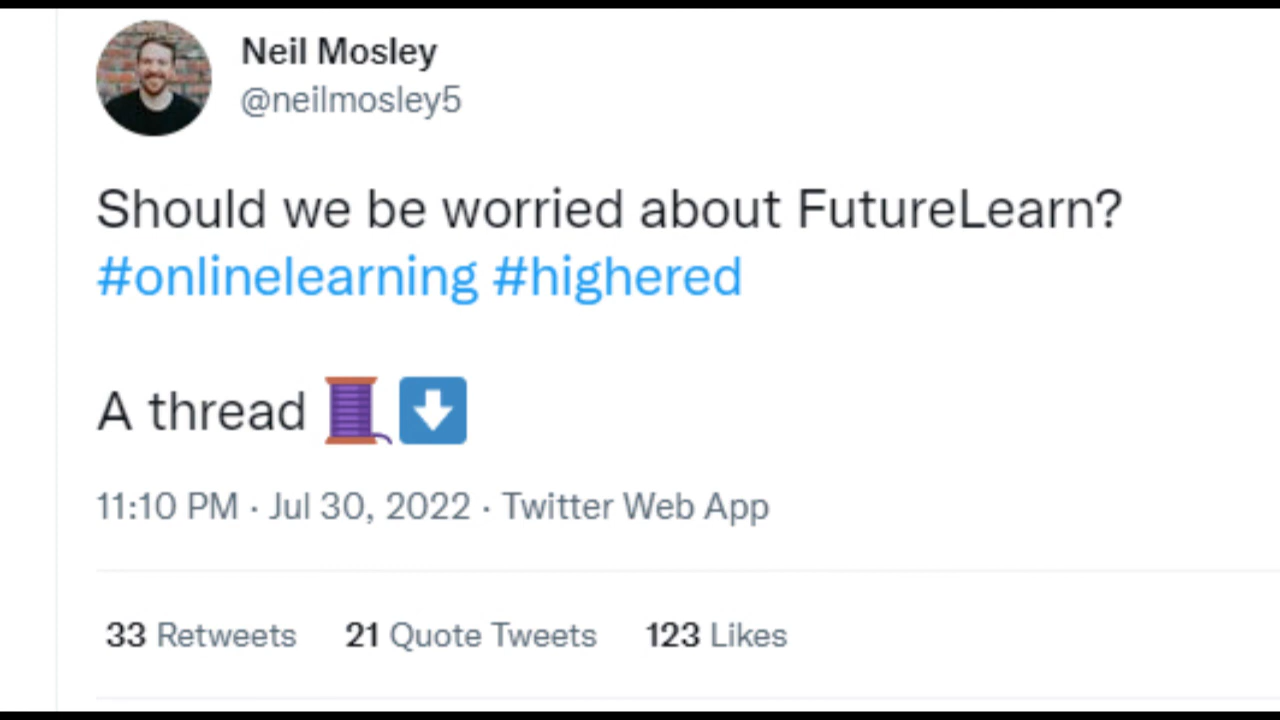 Neil Mosley
@neilmosley5
Should we be worried about FutureLearn?
#onlinelearning #highered
A thread 🧵⬇️
11:10 PM · Jul 30, 2022 · Twitter Web App
33 Retweets 21 Quote Tweets 123 Likes